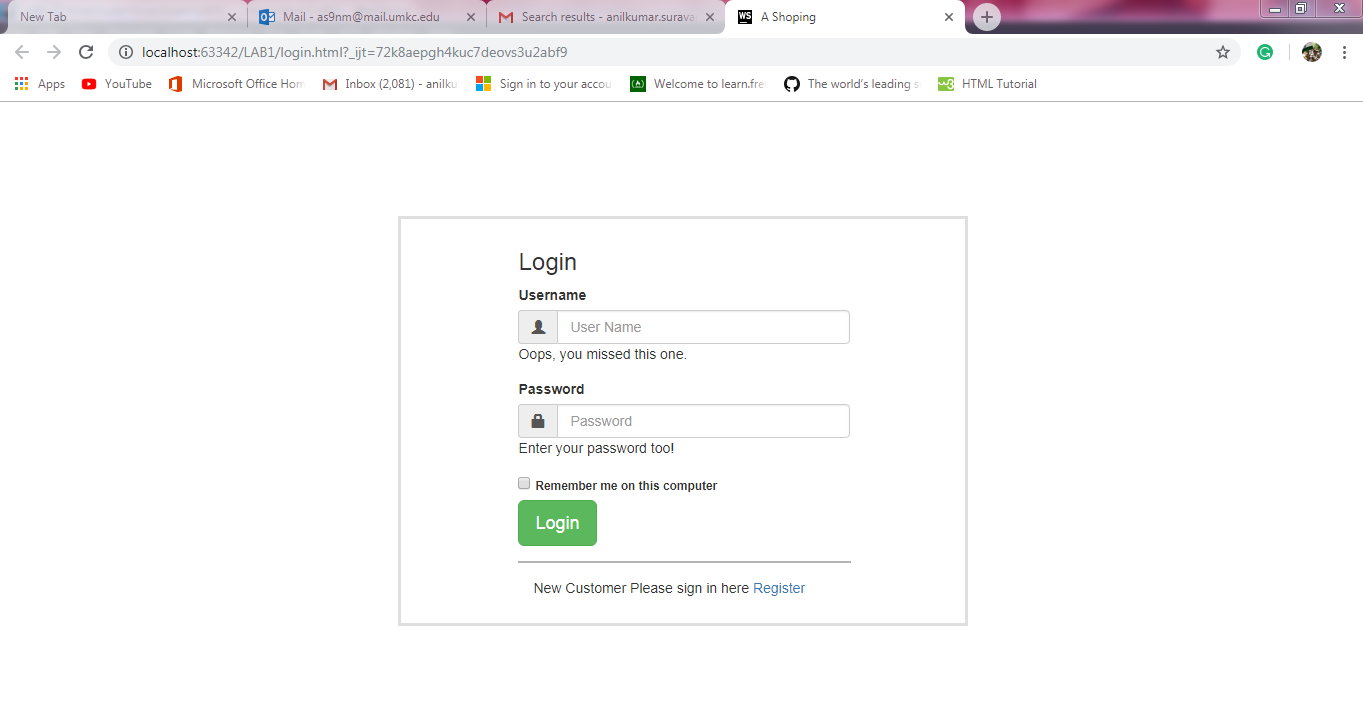 New Tab
Mail - as9nm@mail.umkc.edu
Search results - anilkumar.surava
WS
A Shoping
localhost:63342/LAB1/login.html?_ijt=72k8aepgh4kuc7deovs3u2abf9
Apps
YouTube
Microsoft Office Hom
Inbox (2,081) - anilku
Sign in to your accou
Welcome to learn.fre
The world's leading s
HTML Tutorial
Login
Username
User Name
Oops, you missed this one.
Password
Password
Enter your password too!
Remember me on this computer
Login
New Customer Please sign in here Register